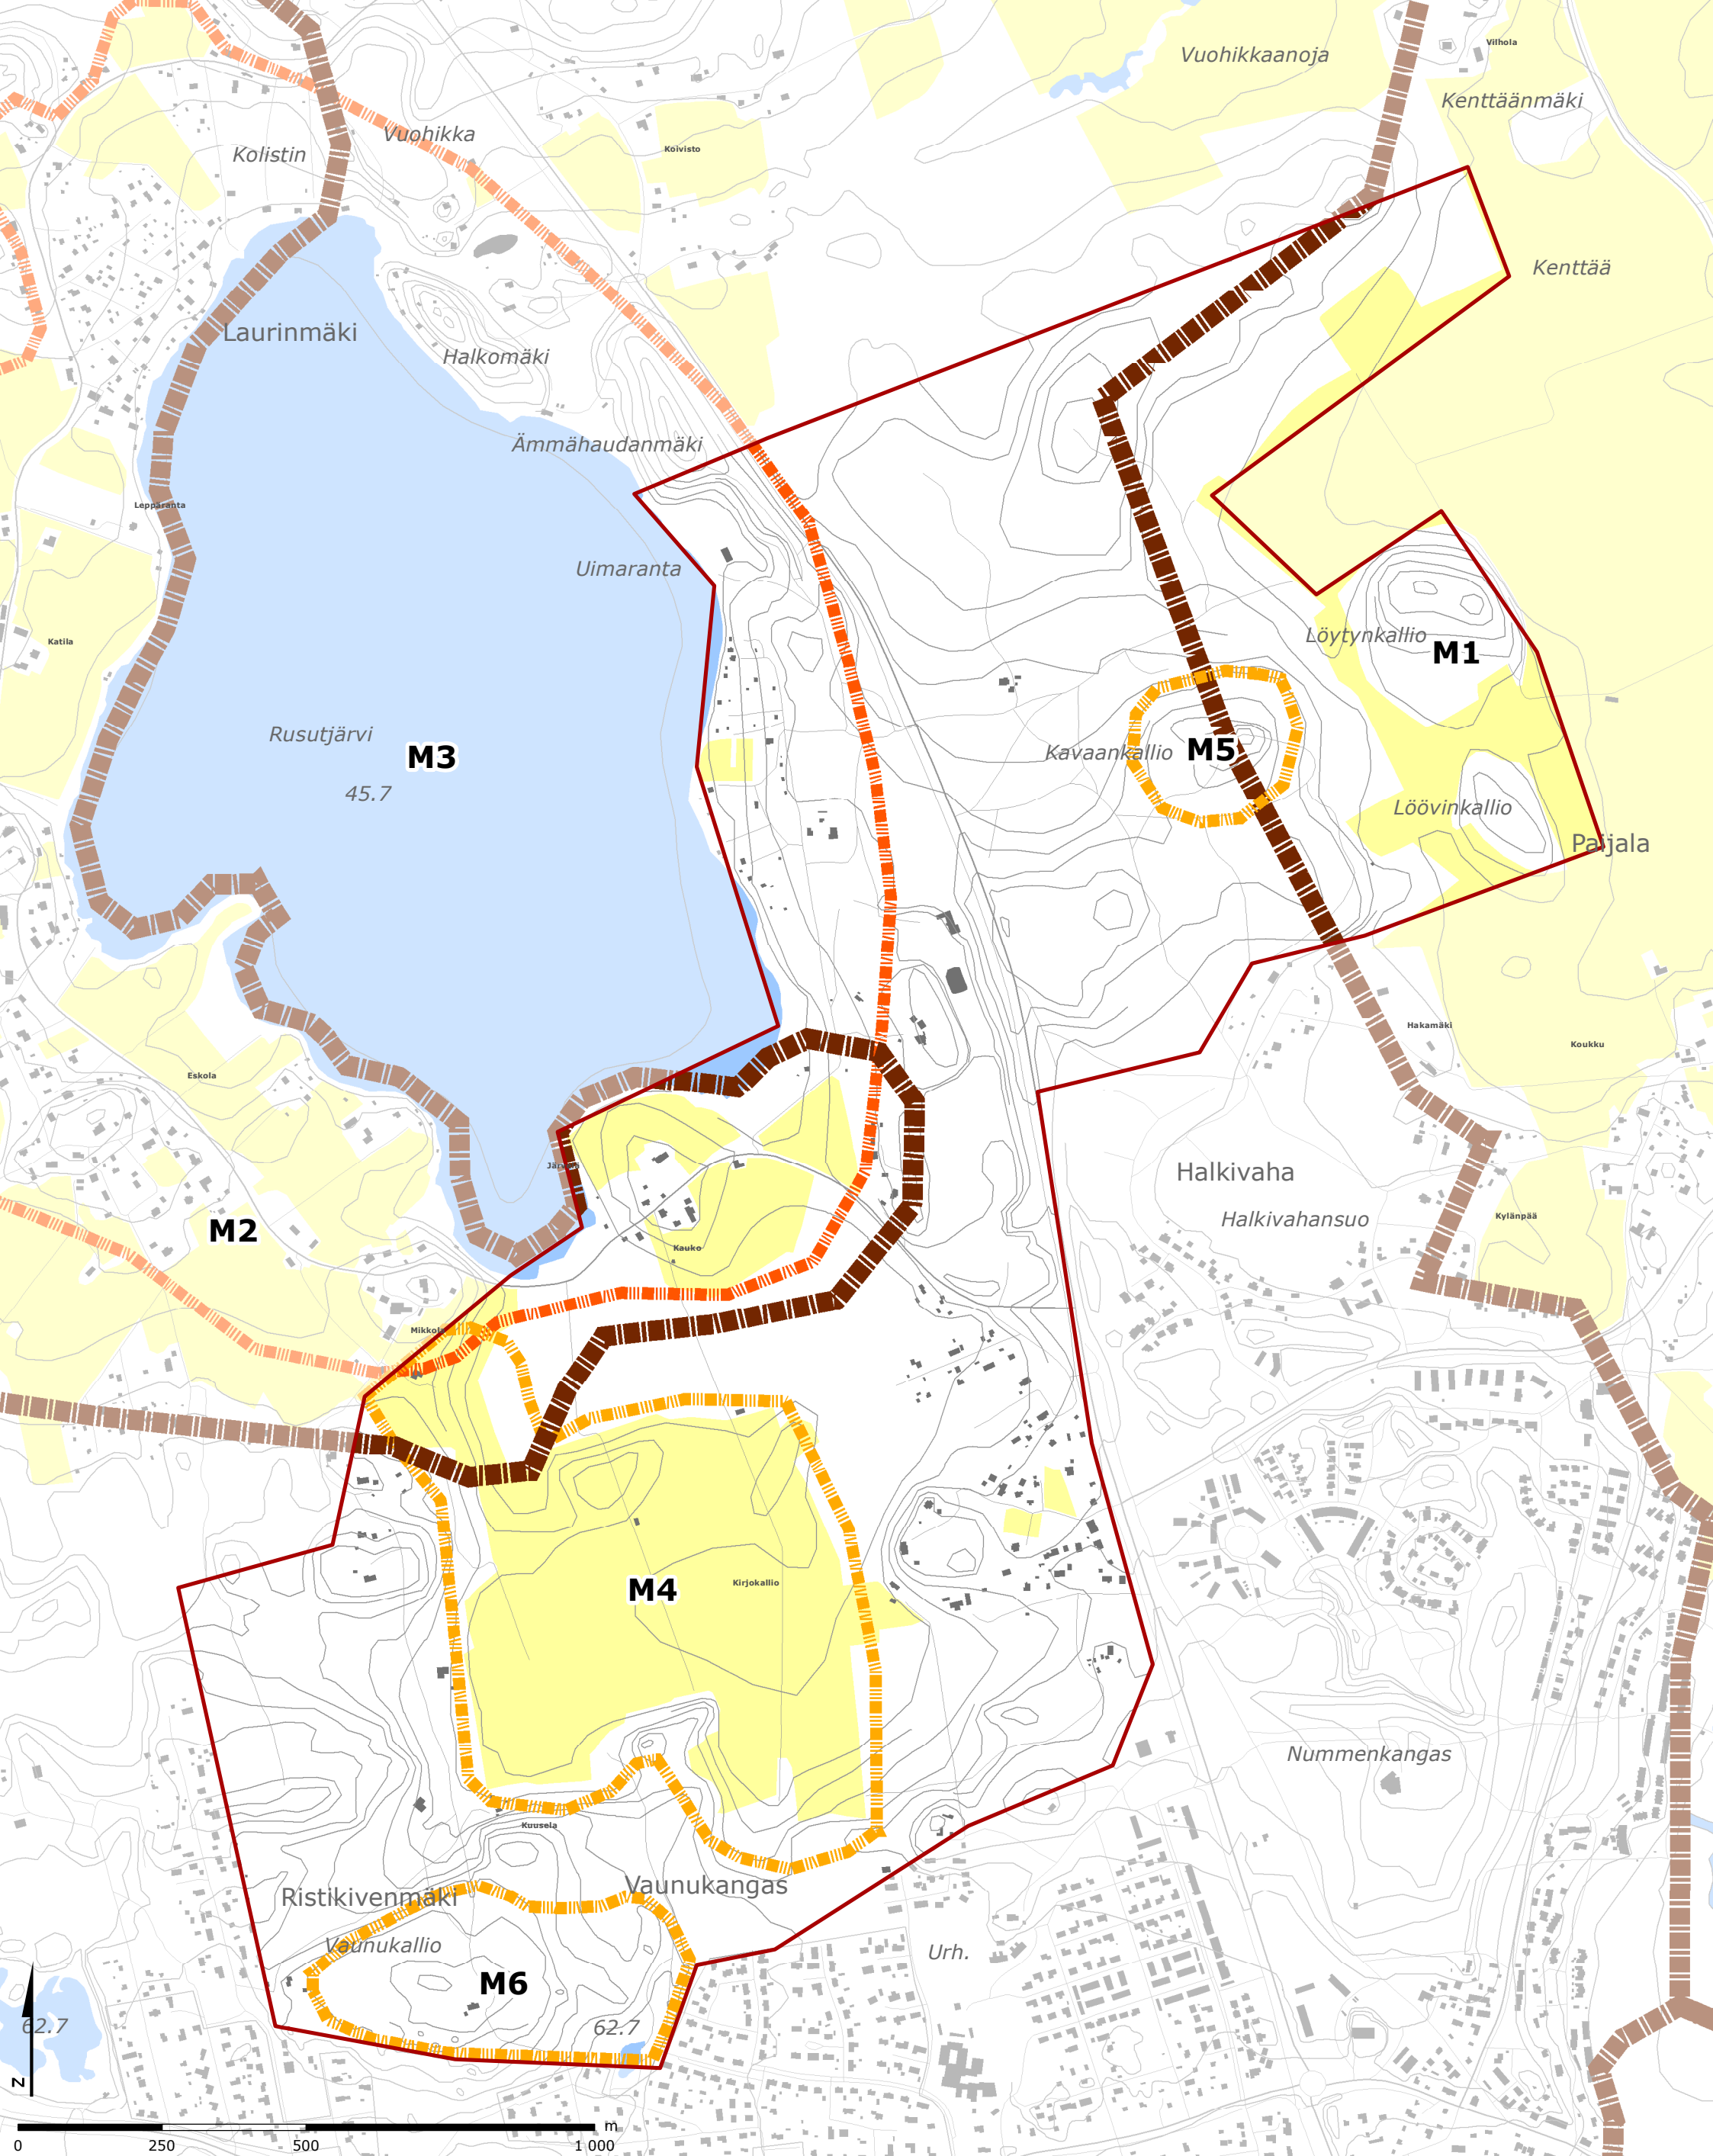 Vilhola
Vuohikkaanoja
Kenttäänmäki
Vuohikka
Koivisto
Kolistin
Kenttää
Laurinmäki
Halkomäki
Ämmähaudanmäki
Leppäranta
Uimaranta
Löytynkallio
Katila
M1
Rusutjärvi
M3
Kavaankallio
M5
45.7
Löövinkallio
Paijala
Hakamäki
Koukku
Eskola
Halkivaha
M2
Halkivahansuo
Kylänpää
Kauko
M4
Kirjokallio
Nummenkangas
Kuusela
Vaunukangas
Ristikivenmäki
Vaunukallio
Urh.
M6
62.7
62.7
N
m
0 250 500 1 000